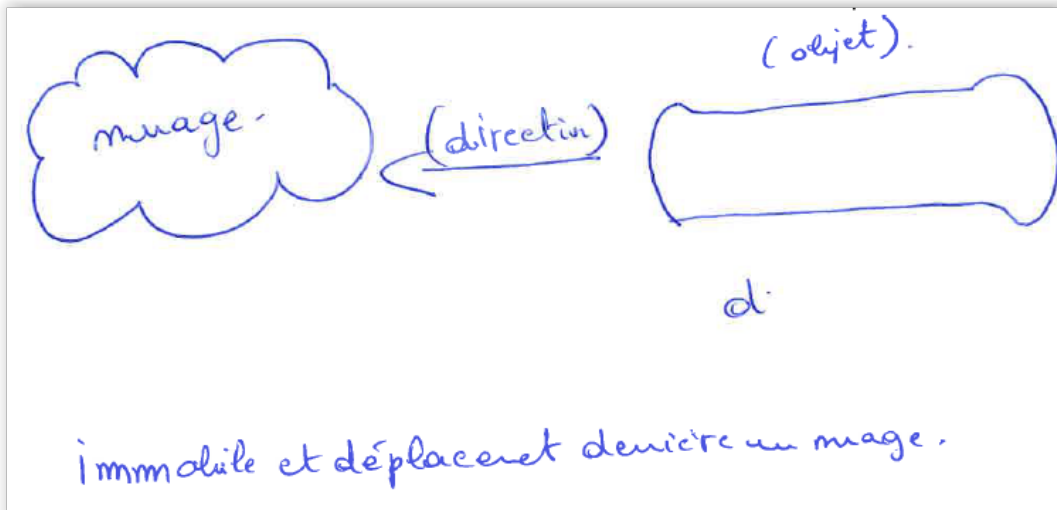 (objet).
nuage.
(direction)
d
immobile et déplacement derrière un nuage.